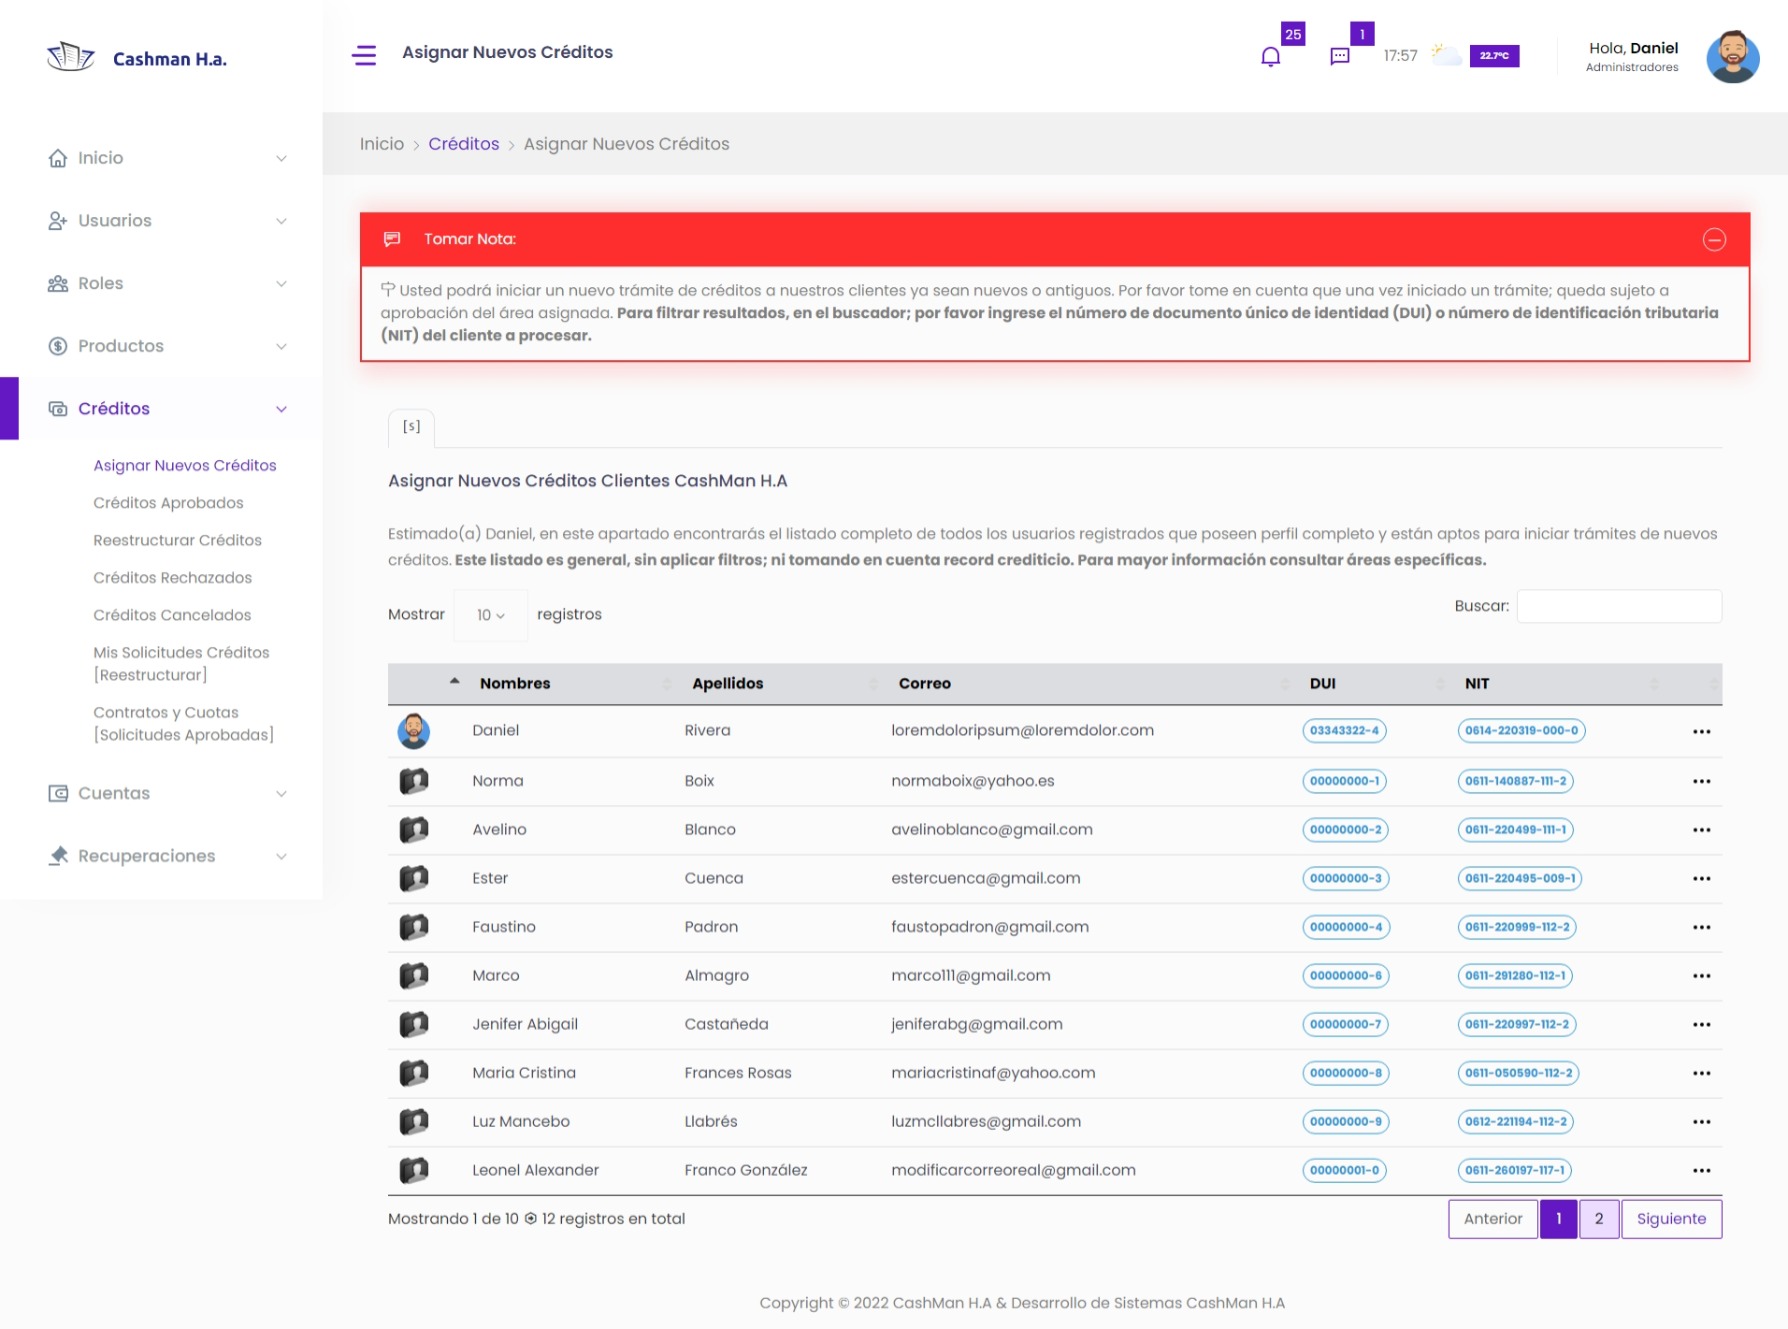 Cashman H.a.
Asignar Nuevos Créditos
25
1
17:57
22.7°C
Hola, Daniel
Administradores
Inicio
Usuarios
Roles
Productos
Créditos
Asignar Nuevos Créditos
Créditos Aprobados
Reestructurar Créditos
Créditos Rechazados
Créditos Cancelados
Mis Solicitudes Créditos
[Reestructurar]
Contratos y Cuotas
[Solicitudes Aprobadas]
Cuentas
Recuperaciones
Inicio > Créditos > Asignar Nuevos Créditos
Tomar Nota:
Usted podrá iniciar un nuevo trámite de créditos a nuestros clientes ya sean nuevos o antiguos. Por favor tome en cuenta que una vez iniciado un trámite; queda sujeto a
aprobación del área asignada. Para filtrar resultados, en el buscador; por favor ingrese el número de documento único de identidad (DUI) o número de identificación tributaria
(NIT) del cliente a procesar.
[s]
Asignar Nuevos Créditos Clientes CashMan H.A
Estimado(a) Daniel, en este apartado encontrarás el listado completo de todos los usuarios registrados que poseen perfil completo y están aptos para iniciar trámites de nuevos
créditos. Este listado es general, sin aplicar filtros; ni tomando en cuenta record crediticio. Para mayor información consultar áreas específicas.
Mostrar 10 registros
Buscar:
Nombres Apellidos Correo DUI NIT
Daniel Rivera loremdoloripsum@loremdolor.com 03343322-4 0614-220319-000-0
Norma Boix normaboix@yahoo.es 00000000-1 0611-140887-111-2
Avelino Blanco avelinoblanco@gmail.com 00000000-2 0611-220499-111-1
Ester Cuenca estercuenca@gmail.com 00000000-3 0611-220495-009-1
Faustino Padron faustopadron@gmail.com 00000000-4 0611-220999-112-2
Marco Almagro marco111@gmail.com 00000000-6 0611-291280-112-1
Jenifer Abigail Castañeda jeniferabg@gmail.com 00000000-7 0611-220997-112-2
Maria Cristina Frances Rosas mariacristinaf@yahoo.com 00000000-8 0611-050590-112-2
Luz Mancebo Llabrés luzmcllabres@gmail.com 00000000-9 0612-221194-112-2
Leonel Alexander Franco González modificarcorreoreal@gmail.com 00000001-0 0611-260197-117-1
Mostrando 1 de 10 12 registros en total
Anterior 1 2 Siguiente
Copyright © 2022 CashMan H.A & Desarrollo de Sistemas CashMan H.A